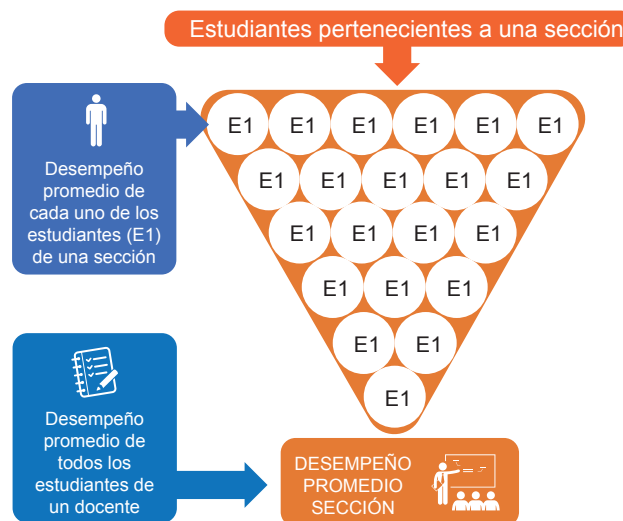 Estudiantes pertenecientes a una sección
Desempeño
promedio de
cada uno de los
estudiantes (E1)
de una sección
E1 E1 E1 E1 E1 E1
E1 E1 E1 E1 E1
E1 E1 E1 E1
E1 E1 E1
E1 E1
E1
Desempeño
promedio de
todos los
estudiantes de
un docente
DESEMPEÑO
PROMEDIO
SECCIÓN